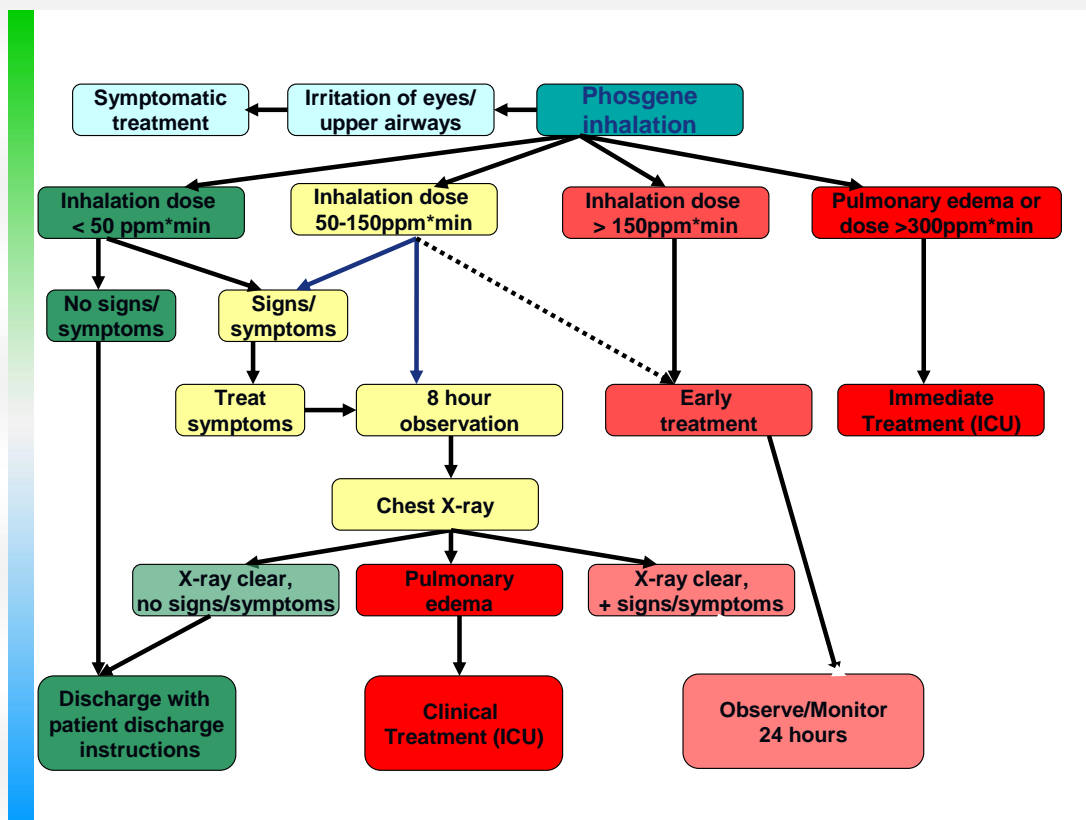 Symptomatic
treatment
Irritation of eyes/
upper airways
Phosgene
inhalation
Inhalation dose
< 50 ppm*min
Inhalation dose
50-150ppm*min
Inhalation dose
> 150ppm*min
Pulmonary edema or
dose >300ppm*min
No signs/
symptoms
Signs/
symptoms
Treat
symptoms
8 hour
observation
Early
treatment
Immediate
Treatment (ICU)
Chest X-ray
X-ray clear,
no signs/symptoms
Pulmonary
edema
X-ray clear,
+ signs/symptoms
Discharge with
patient discharge
instructions
Clinical
Treatment (ICU)
Observe/Monitor
24 hours